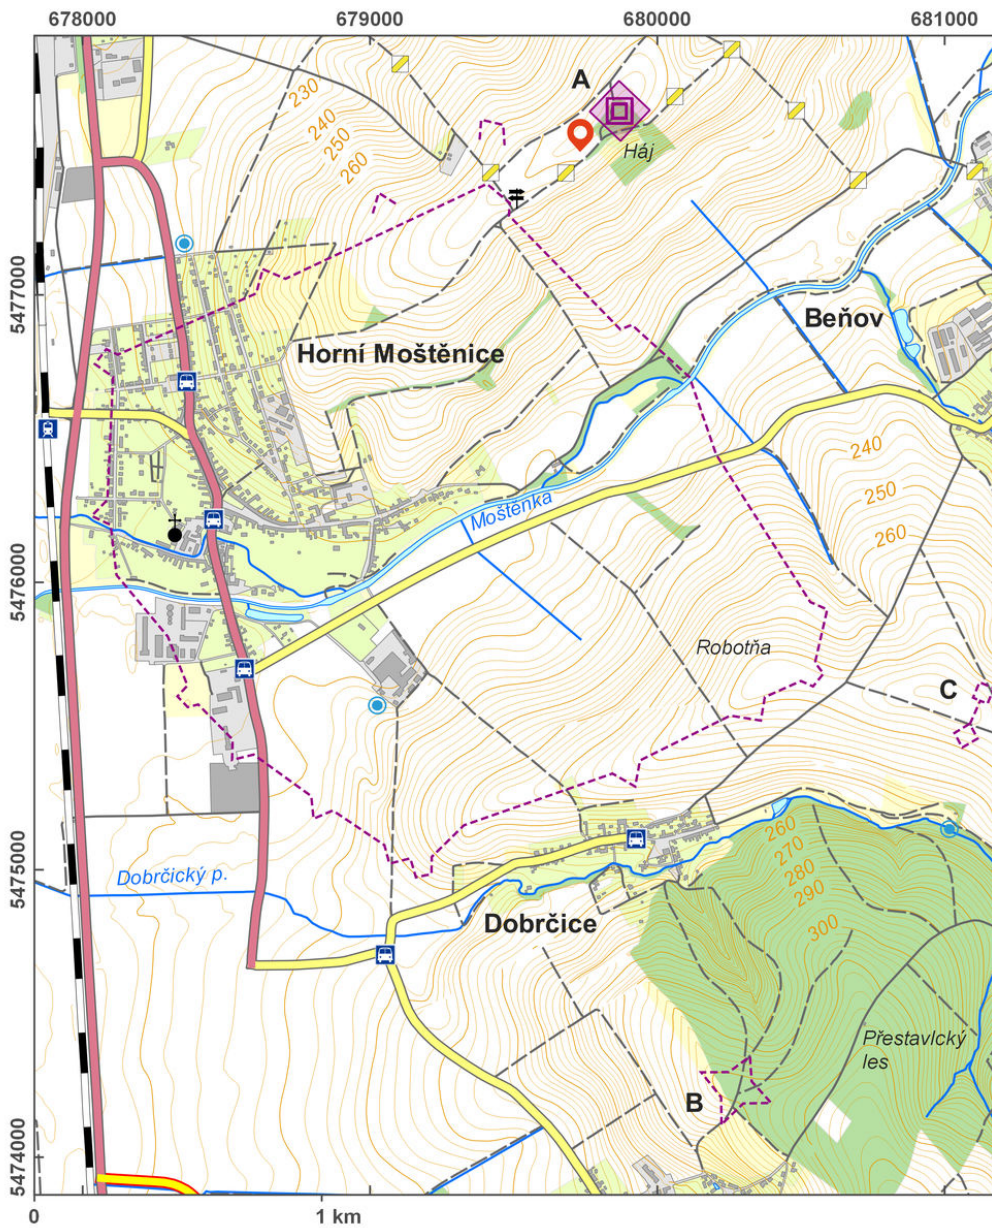 678000
679000
680000
681000
A
230
240
250
260
Háj
5477000
Beňov
Horní Moštěnice
240
250
260
Moštěnka
5476000
Robotňa
C
5475000
260
270
280
290
300
Dobrčický p.
Dobrčice
Přestavlcký
les
B
5474000
0
1 km